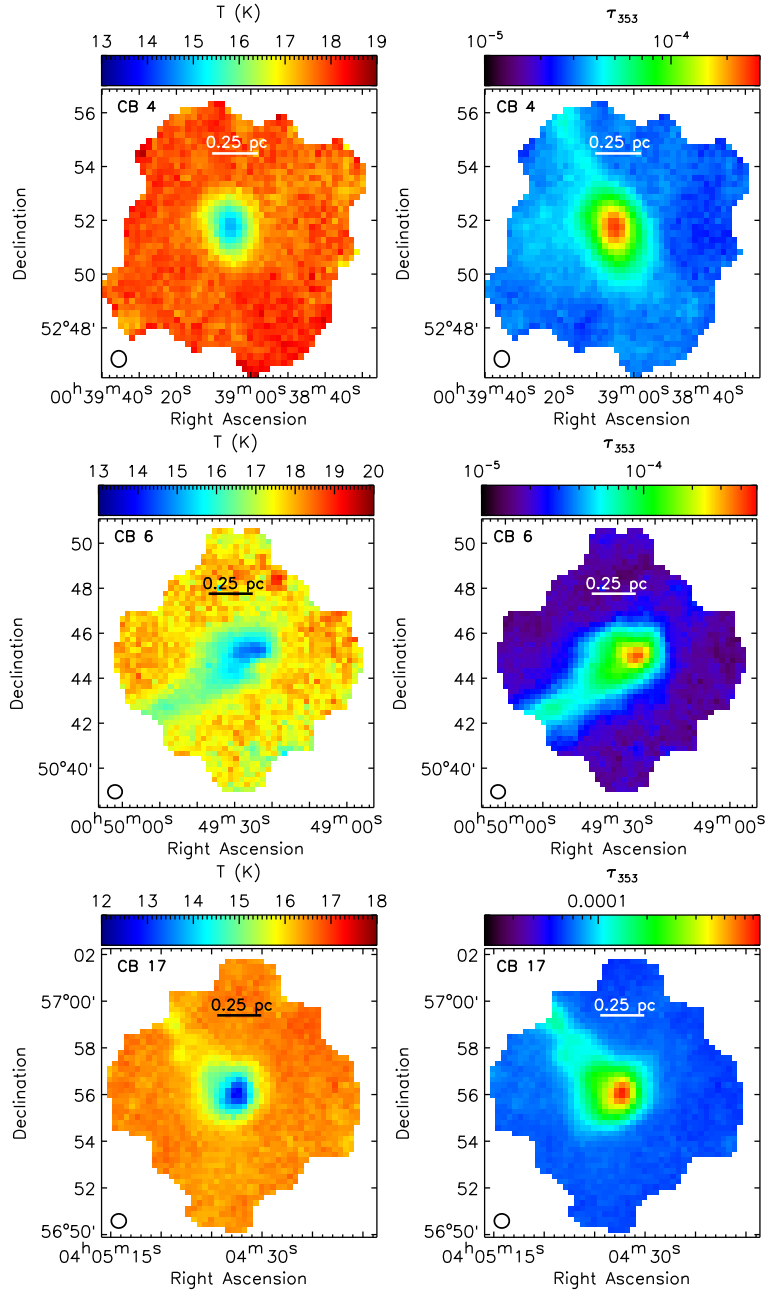 T (K)
τ353
13 14 15 16 17 18 19
10⁻⁵ 10⁻⁴
CB 4
CB 4
0.25 pc
0.25 pc
56
54
52
50
52°48'
56
54
52
50
52°48'
Declination
Declination
00ʰ39ᵐ40ˢ 20ˢ 39ᵐ00ˢ 38ᵐ40ˢ
00ʰ39ᵐ40ˢ 20ˢ 39ᵐ00ˢ 38ᵐ40ˢ
Right Ascension
Right Ascension
T (K)
τ353
13 14 15 16 17 18 19 20
10⁻⁵ 10⁻⁴
CB 6
CB 6
0.25 pc
0.25 pc
50
48
46
44
42
50°40'
50
48
46
44
42
50°40'
Declination
Declination
00ʰ50ᵐ00ˢ 49ᵐ30ˢ 49ᵐ00ˢ
00ʰ50ᵐ00ˢ 49ᵐ30ˢ 49ᵐ00ˢ
Right Ascension
Right Ascension
T (K)
τ353
12 13 14 15 16 17 18
0.0001
CB 17
CB 17
0.25 pc
0.25 pc
02
57°00'
58
56
54
52
56°50'
02
57°00'
58
56
54
52
56°50'
Declination
Declination
04ʰ05ᵐ15ˢ 04ᵐ30ˢ
04ʰ05ᵐ15ˢ 04ᵐ30ˢ
Right Ascension
Right Ascension